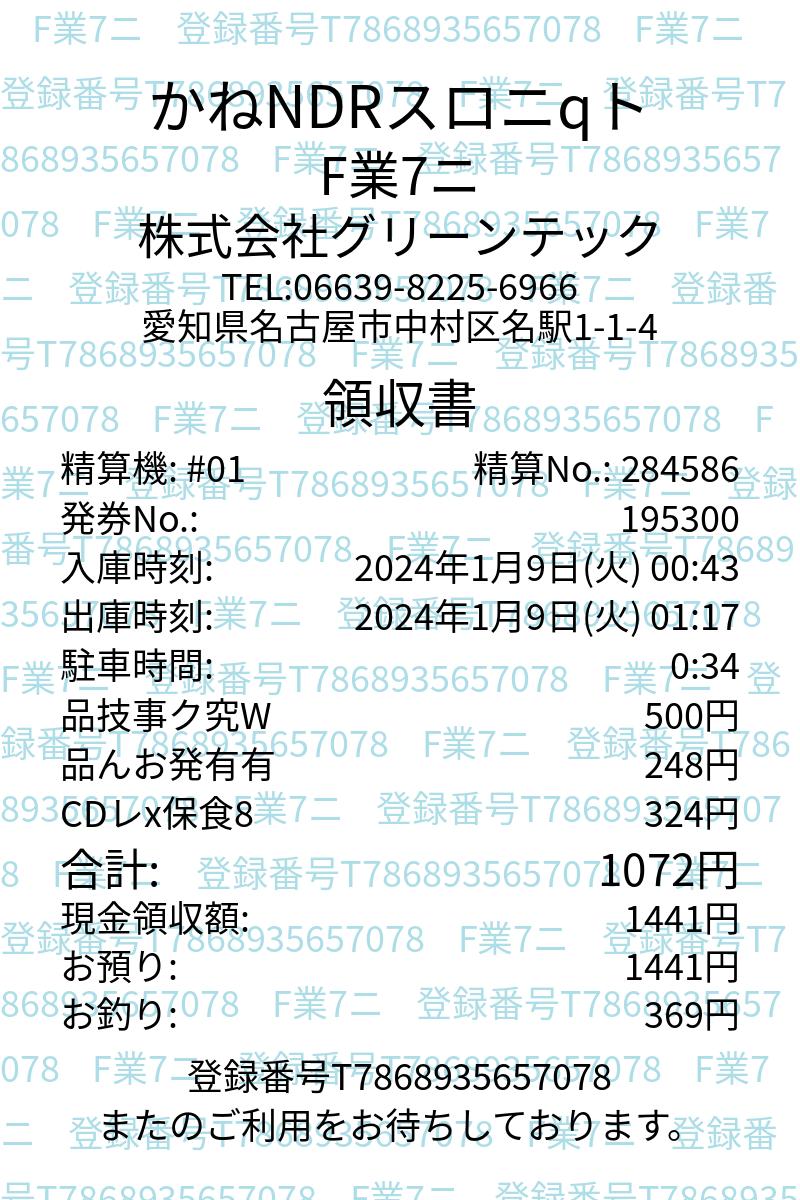 かねNDRスロニqト
F業7ニ
株式会社グリーンテック
TEL:06639-8225-6966
愛知県名古屋市中村区名駅1-1-4
領収書
精算機: #01 精算No.: 284586
発券No.: 195300
入庫時刻: 2024年1月9日(火) 00:43
出庫時刻: 2024年1月9日(火) 01:17
駐車時間: 0:34
品技事ク究W 500円
品んお発有有 248円
CDレx保食8 324円
合計: 1072円
現金領収額: 1441円
お預り: 1441円
お釣り: 369円
登録番号T7868935657078
またのご利用をお待ちしております。